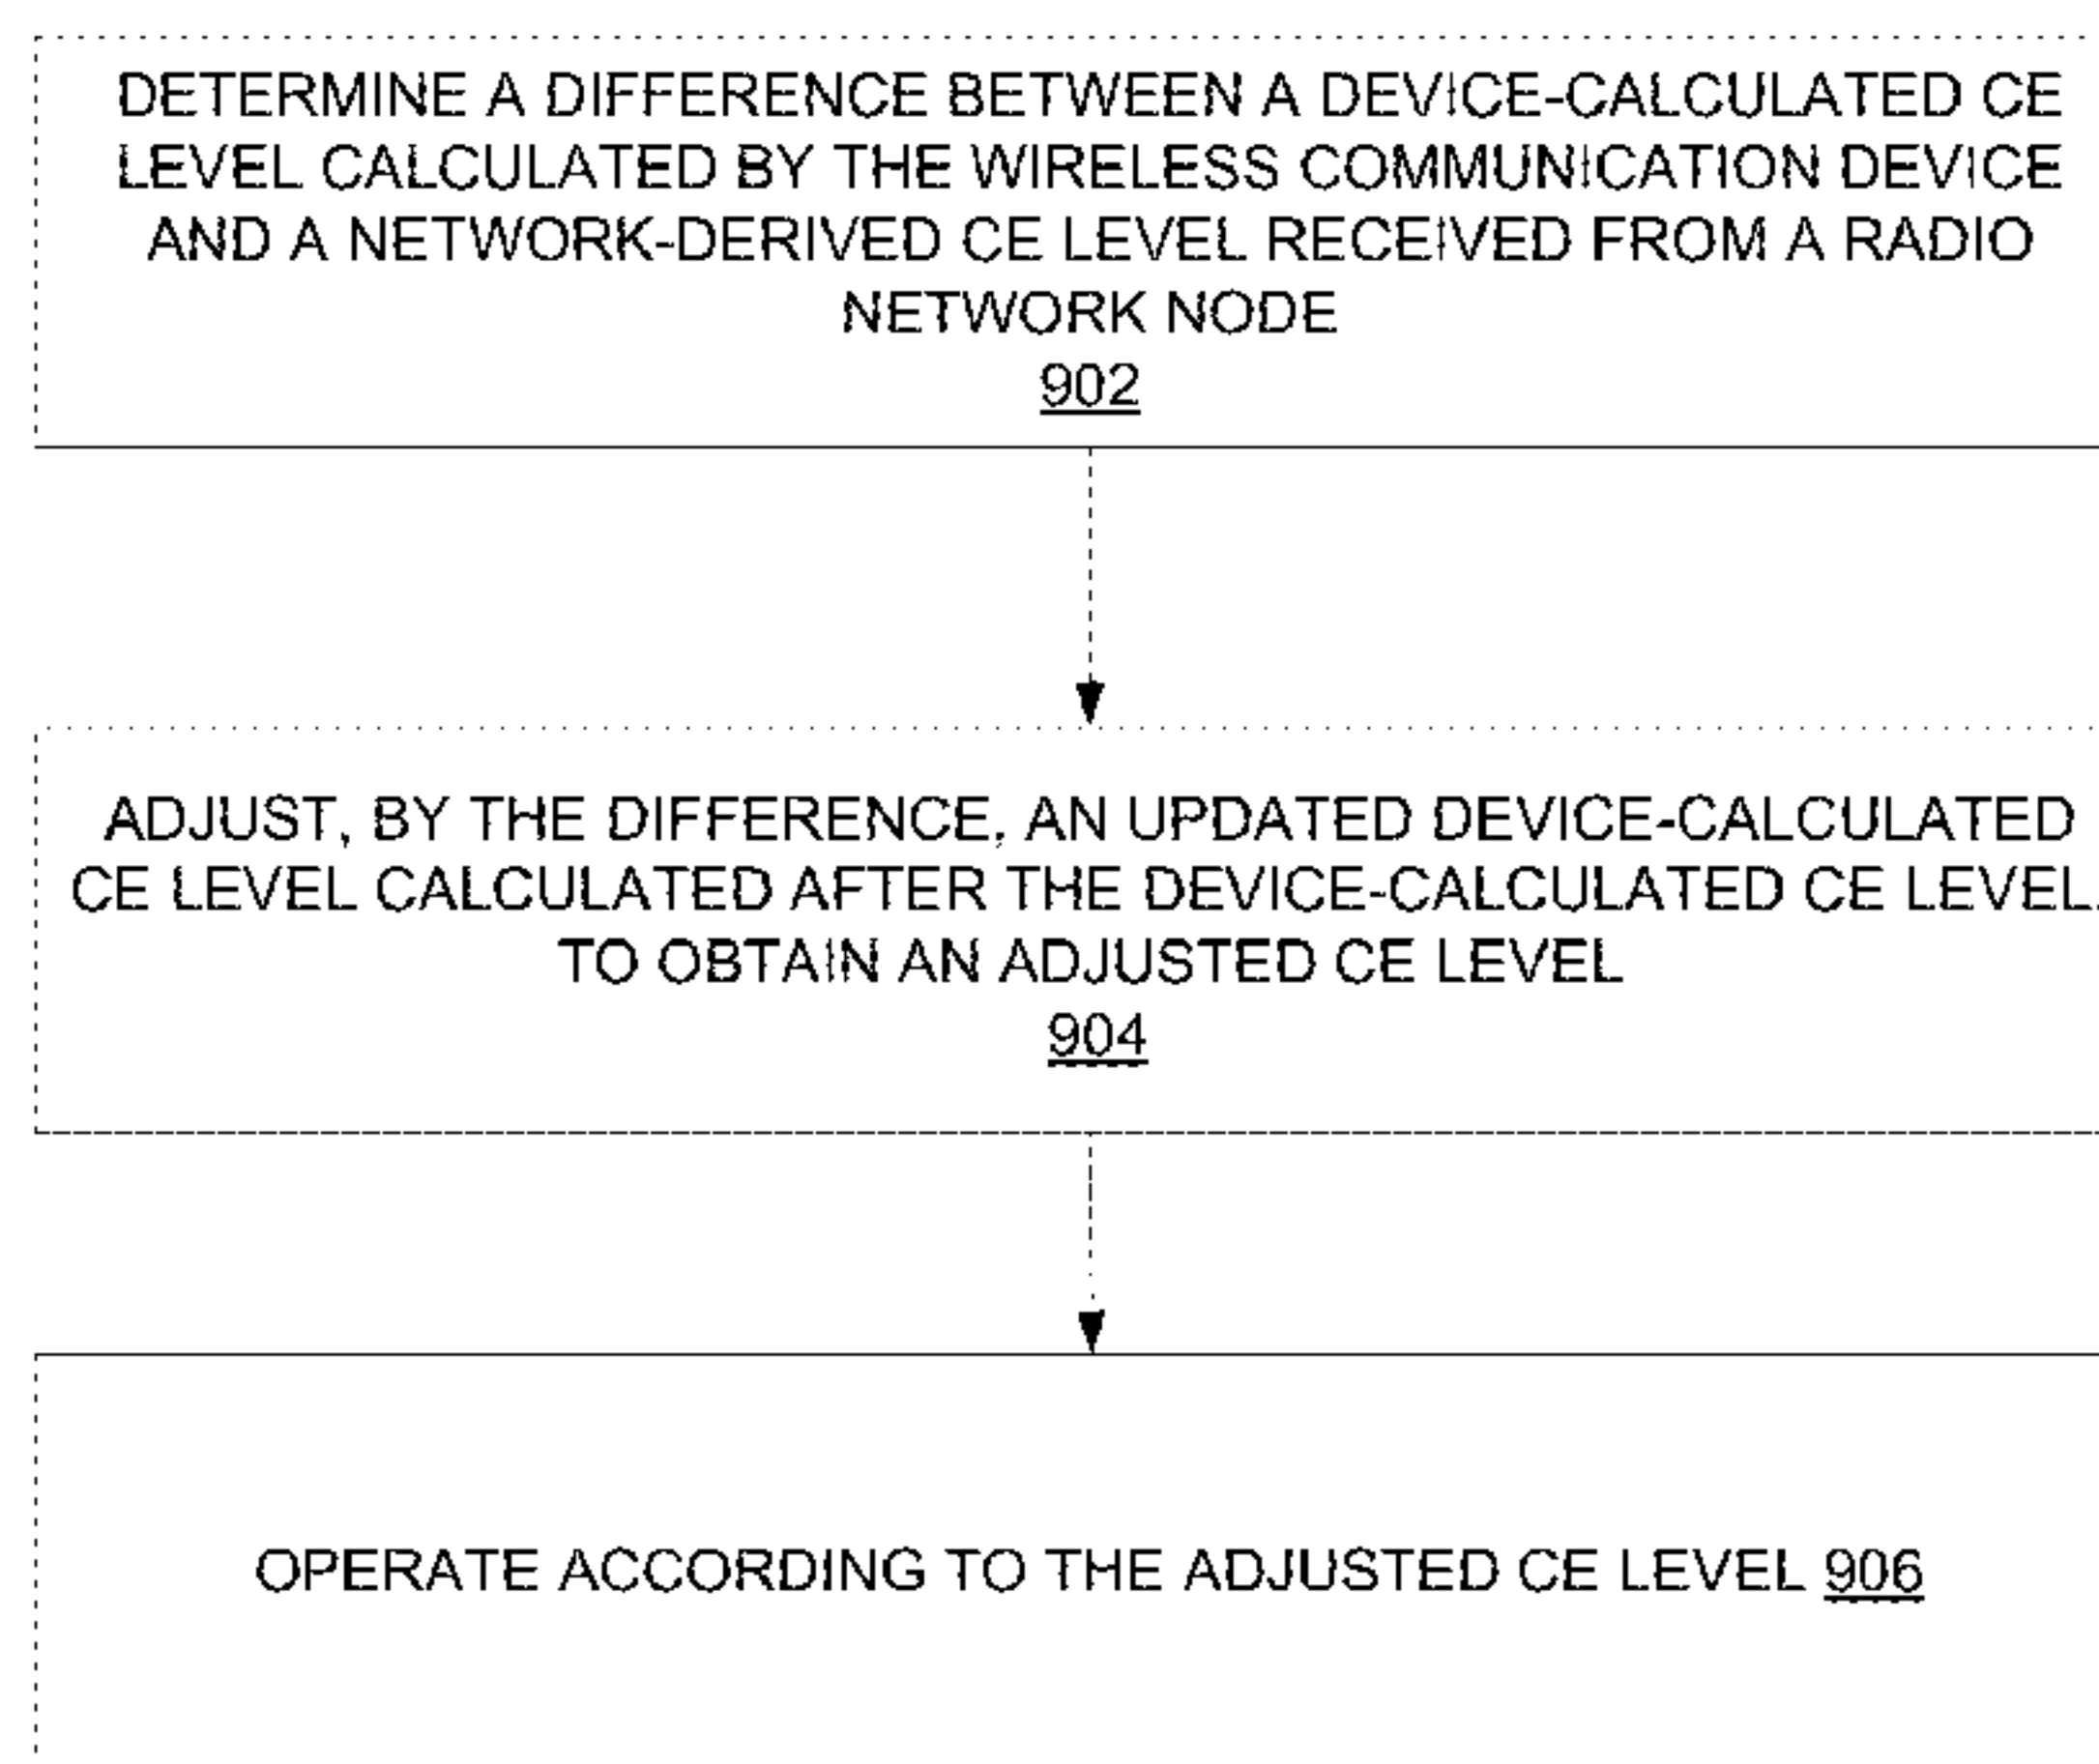 DETERMINE A DIFFERENCE BETWEEN A DEVICE-CALCULATED CE
LEVEL CALCULATED BY THE WIRELESS COMMUNICATION DEVICE
AND A NETWORK-DERIVED CE LEVEL RECEIVED FROM A RADIO
NETWORK NODE
902
ADJUST, BY THE DIFFERENCE, AN UPDATED DEVICE-CALCULATED
CE LEVEL CALCULATED AFTER THE DEVICE-CALCULATED CE LEVEL,
TO OBTAIN AN ADJUSTED CE LEVEL
904
OPERATE ACCORDING TO THE ADJUSTED CE LEVEL 906